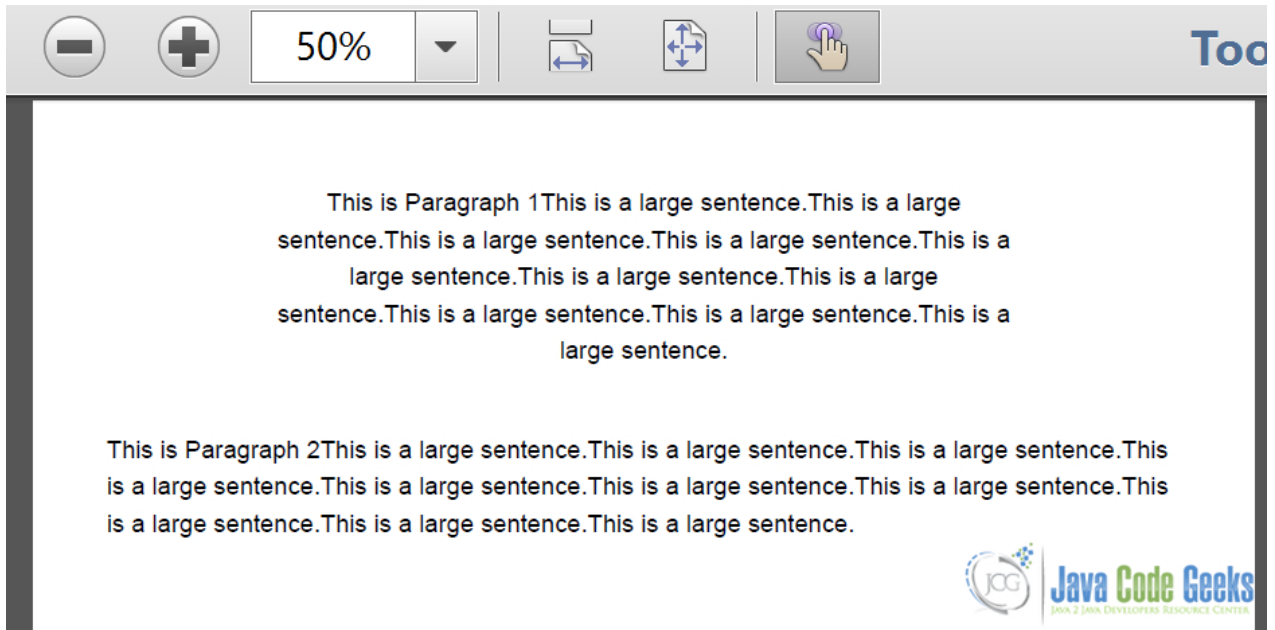 50%
Too
This is Paragraph 1This is a large sentence.This is a large
sentence.This is a large sentence.This is a large sentence.This is a
large sentence.This is a large sentence.This is a large
sentence.This is a large sentence.This is a large sentence.This is a
large sentence.
This is Paragraph 2This is a large sentence.This is a large sentence.This is a large sentence.This
is a large sentence.This is a large sentence.This is a large sentence.This is a large sentence.This
is a large sentence.This is a large sentence.This is a large sentence.
JCG
Java Code Geeks
JAVA 2 JAVA DEVELOPERS RESOURCE CENTER